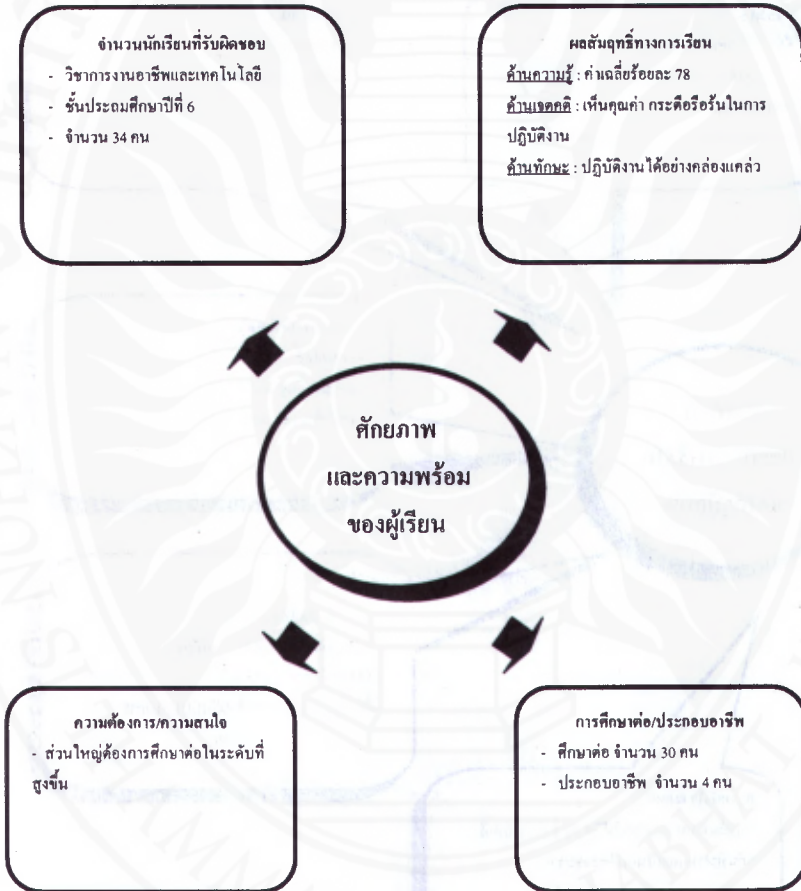 จำนวนนักเรียนที่รับผิดชอบ
- วิชาการงานอาชีพและเทคโนโลยี
- ชั้นประถมศึกษาปีที่ 6
- จำนวน 34 คน
ผลสัมฤทธิ์ทางการเรียน
ด้านความรู้ : ค่าเฉลี่ยร้อยละ 78
ด้านเจตคติ : เห็นคุณค่า กระตือรือร้นในการ
ปฏิบัติงาน
ด้านทักษะ : ปฏิบัติงานได้อย่างคล่องแคล่ว
ศักยภาพ
และความพร้อม
ของผู้เรียน
ความต้องการ/ความสนใจ
- ส่วนใหญ่ต้องการศึกษาต่อในระดับที่
สูงขึ้น
การศึกษาต่อ/ประกอบอาชีพ
- ศึกษาต่อ จำนวน 30 คน
- ประกอบอาชีพ จำนวน 4 คน